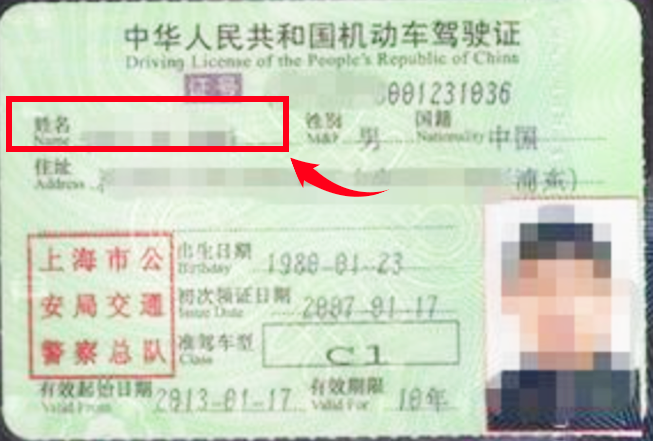 中华人民共和国机动车驾驶证
Driving License of the People's Republic of China
证号 001231036
姓名 性别 男 国籍 中国
Name M&F Nationality
住址 (浦东)
Address
上海市公
安局交通
警察总队
出生日期 1980-01-23
Birthday
初次领证日期 2007-01-17
Issue Date
准驾车型 C1
Class
有效起始日期 2013-01-17 有效期限 10年
Valid From Valid For